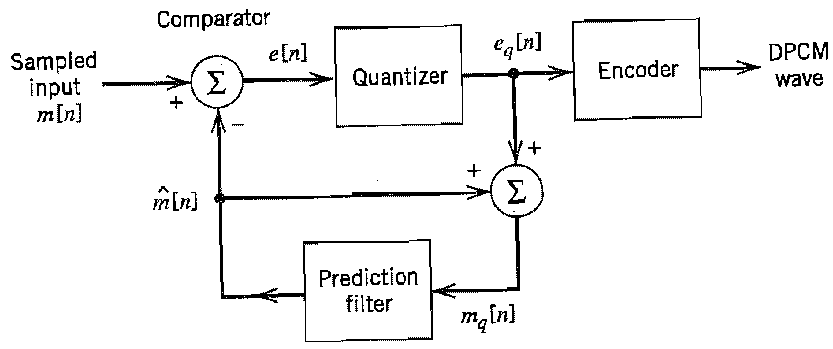 Comparator
Sampled
input
m[n]
+
Σ
−
e[n]
Quantizer
e_q[n]
Encoder
DPCM
wave
m̂[n]
+
+
Σ
Prediction
filter
m_q[n]